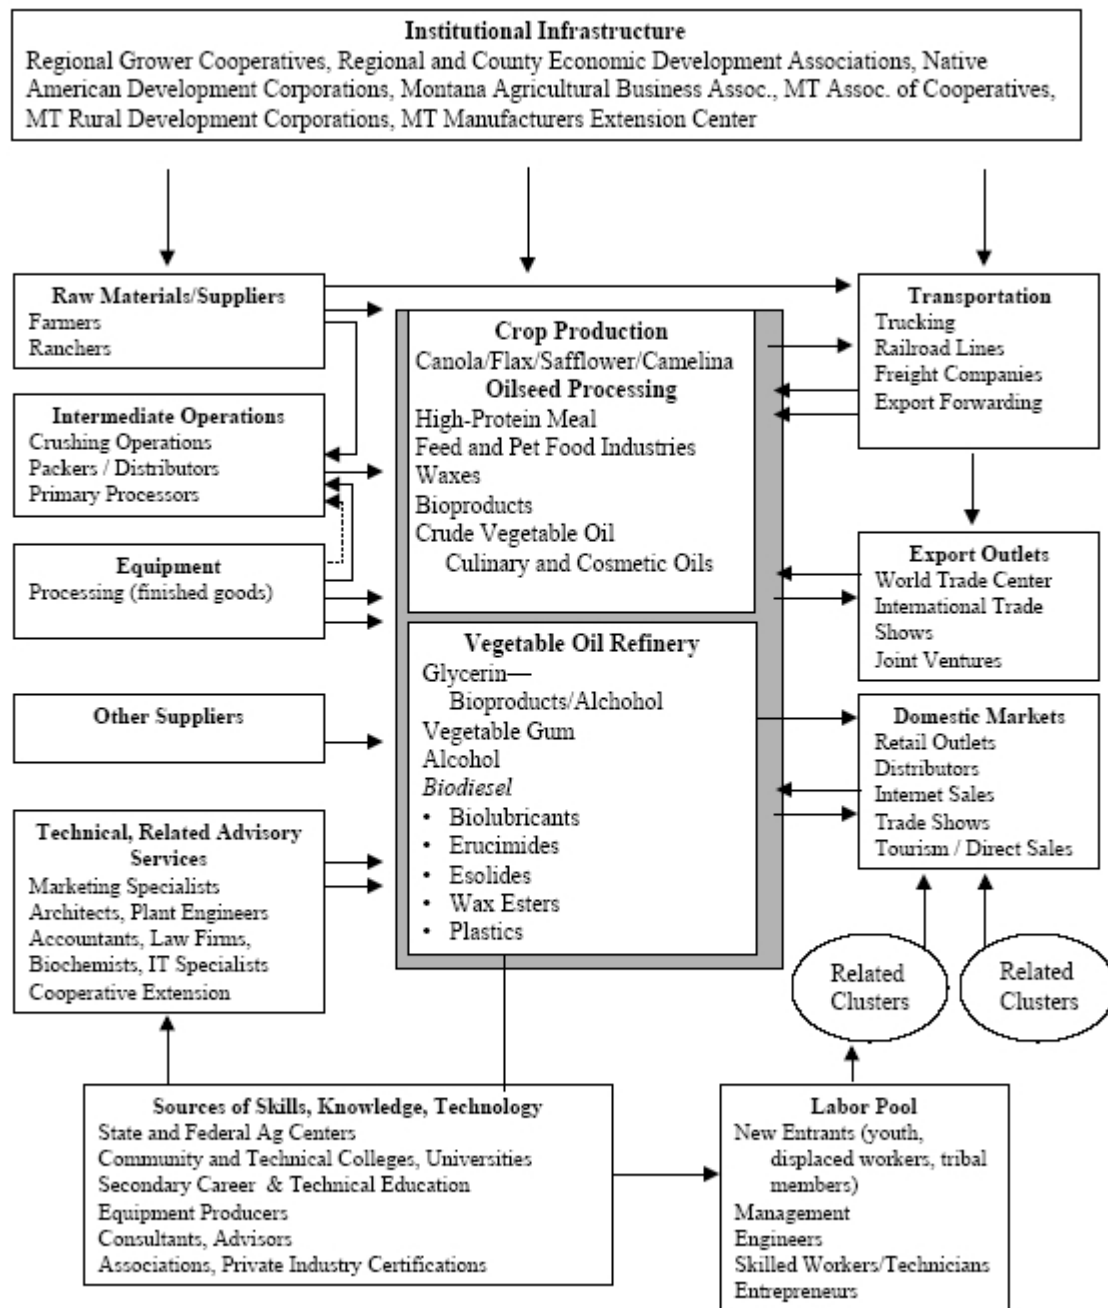 Institutional Infrastructure
Regional Grower Cooperatives, Regional and County Economic Development Associations, Native
American Development Corporations, Montana Agricultural Business Assoc., MT Assoc. of Cooperatives,
MT Rural Development Corporations, MT Manufacturers Extension Center
Raw Materials/Suppliers
Farmers
Ranchers
Intermediate Operations
Crushing Operations
Packers / Distributors
Primary Processors
Equipment
Processing (finished goods)
Other Suppliers
Technical, Related Advisory
Services
Marketing Specialists
Architects, Plant Engineers
Accountants, Law Firms,
Biochemists, IT Specialists
Cooperative Extension
Crop Production
Canola/Flax/Safflower/Camelina
Oilseed Processing
High-Protein Meal
Feed and Pet Food Industries
Waxes
Bioproducts
Crude Vegetable Oil
Culinary and Cosmetic Oils
Vegetable Oil Refinery
Glycerin—
Bioproducts/Alchohol
Vegetable Gum
Alcohol
Biodiesel
• Biolubricants
• Erucimides
• Esolides
• Wax Esters
• Plastics
Transportation
Trucking
Railroad Lines
Freight Companies
Export Forwarding
Export Outlets
World Trade Center
International Trade
Shows
Joint Ventures
Domestic Markets
Retail Outlets
Distributors
Internet Sales
Trade Shows
Tourism / Direct Sales
Related
Clusters
Related
Clusters
Sources of Skills, Knowledge, Technology
State and Federal Ag Centers
Community and Technical Colleges, Universities
Secondary Career & Technical Education
Equipment Producers
Consultants, Advisors
Associations, Private Industry Certifications
Labor Pool
New Entrants (youth,
displaced workers, tribal
members)
Management
Engineers
Skilled Workers/Technicians
Entrepreneurs